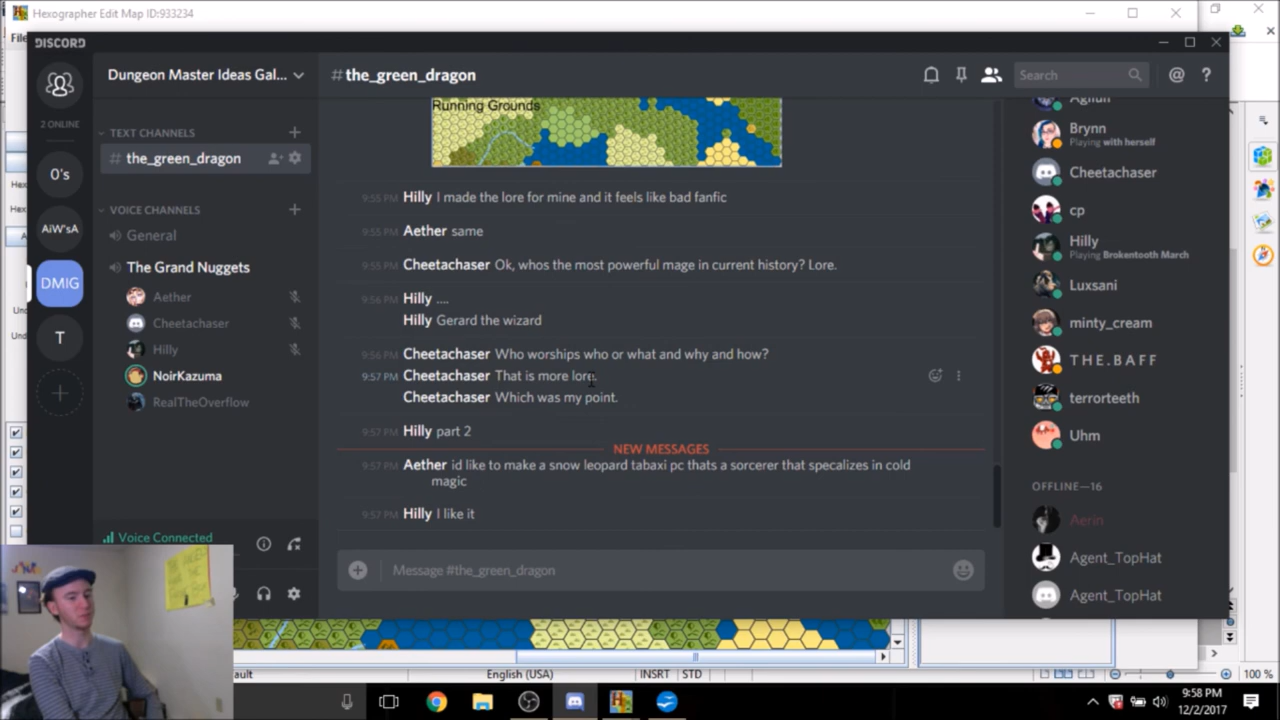 Hexographer Edit Map ID:933234
File
DISCORD
Dungeon Master Ideas Gal...
#the_green_dragon
Search
2 ONLINE
TEXT CHANNELS
# the_green_dragon
VOICE CHANNELS
General
The Grand Nuggets
Aether
Cheetachaser
Hilly
NoirKazuma
RealTheOverflow
O's
AiW'sA
DMIG
T
Voice Connected
Running Grounds
9:55 PM Hilly I made the lore for mine and it feels like bad fanfic
9:55 PM Aether same
9:55 PM Cheetachaser Ok, whos the most powerful mage in current history? Lore.
9:56 PM Hilly ....
Hilly Gerard the wizard
9:56 PM Cheetachaser Who worships who or what and why and how?
9:57 PM Cheetachaser That is more lore.
Cheetachaser Which was my point.
9:57 PM Hilly part 2
NEW MESSAGES
9:57 PM Aether id like to make a snow leopard tabaxi pc thats a sorcerer that specalizes in cold
magic
9:57 PM Hilly I like it
Message #the_green_dragon
Brynn
Playing with herself
Cheetachaser
cp
Hilly
Playing Brokentooth March
Luxsani
minty_cream
T H E . B A F F
terrorteeth
Uhm
OFFLINE—16
Aerin
Agent_TopHat
Agent_TopHat
Hex
Hex
English (USA)
INSRT
STD
100 %
9:58 PM
12/2/2017